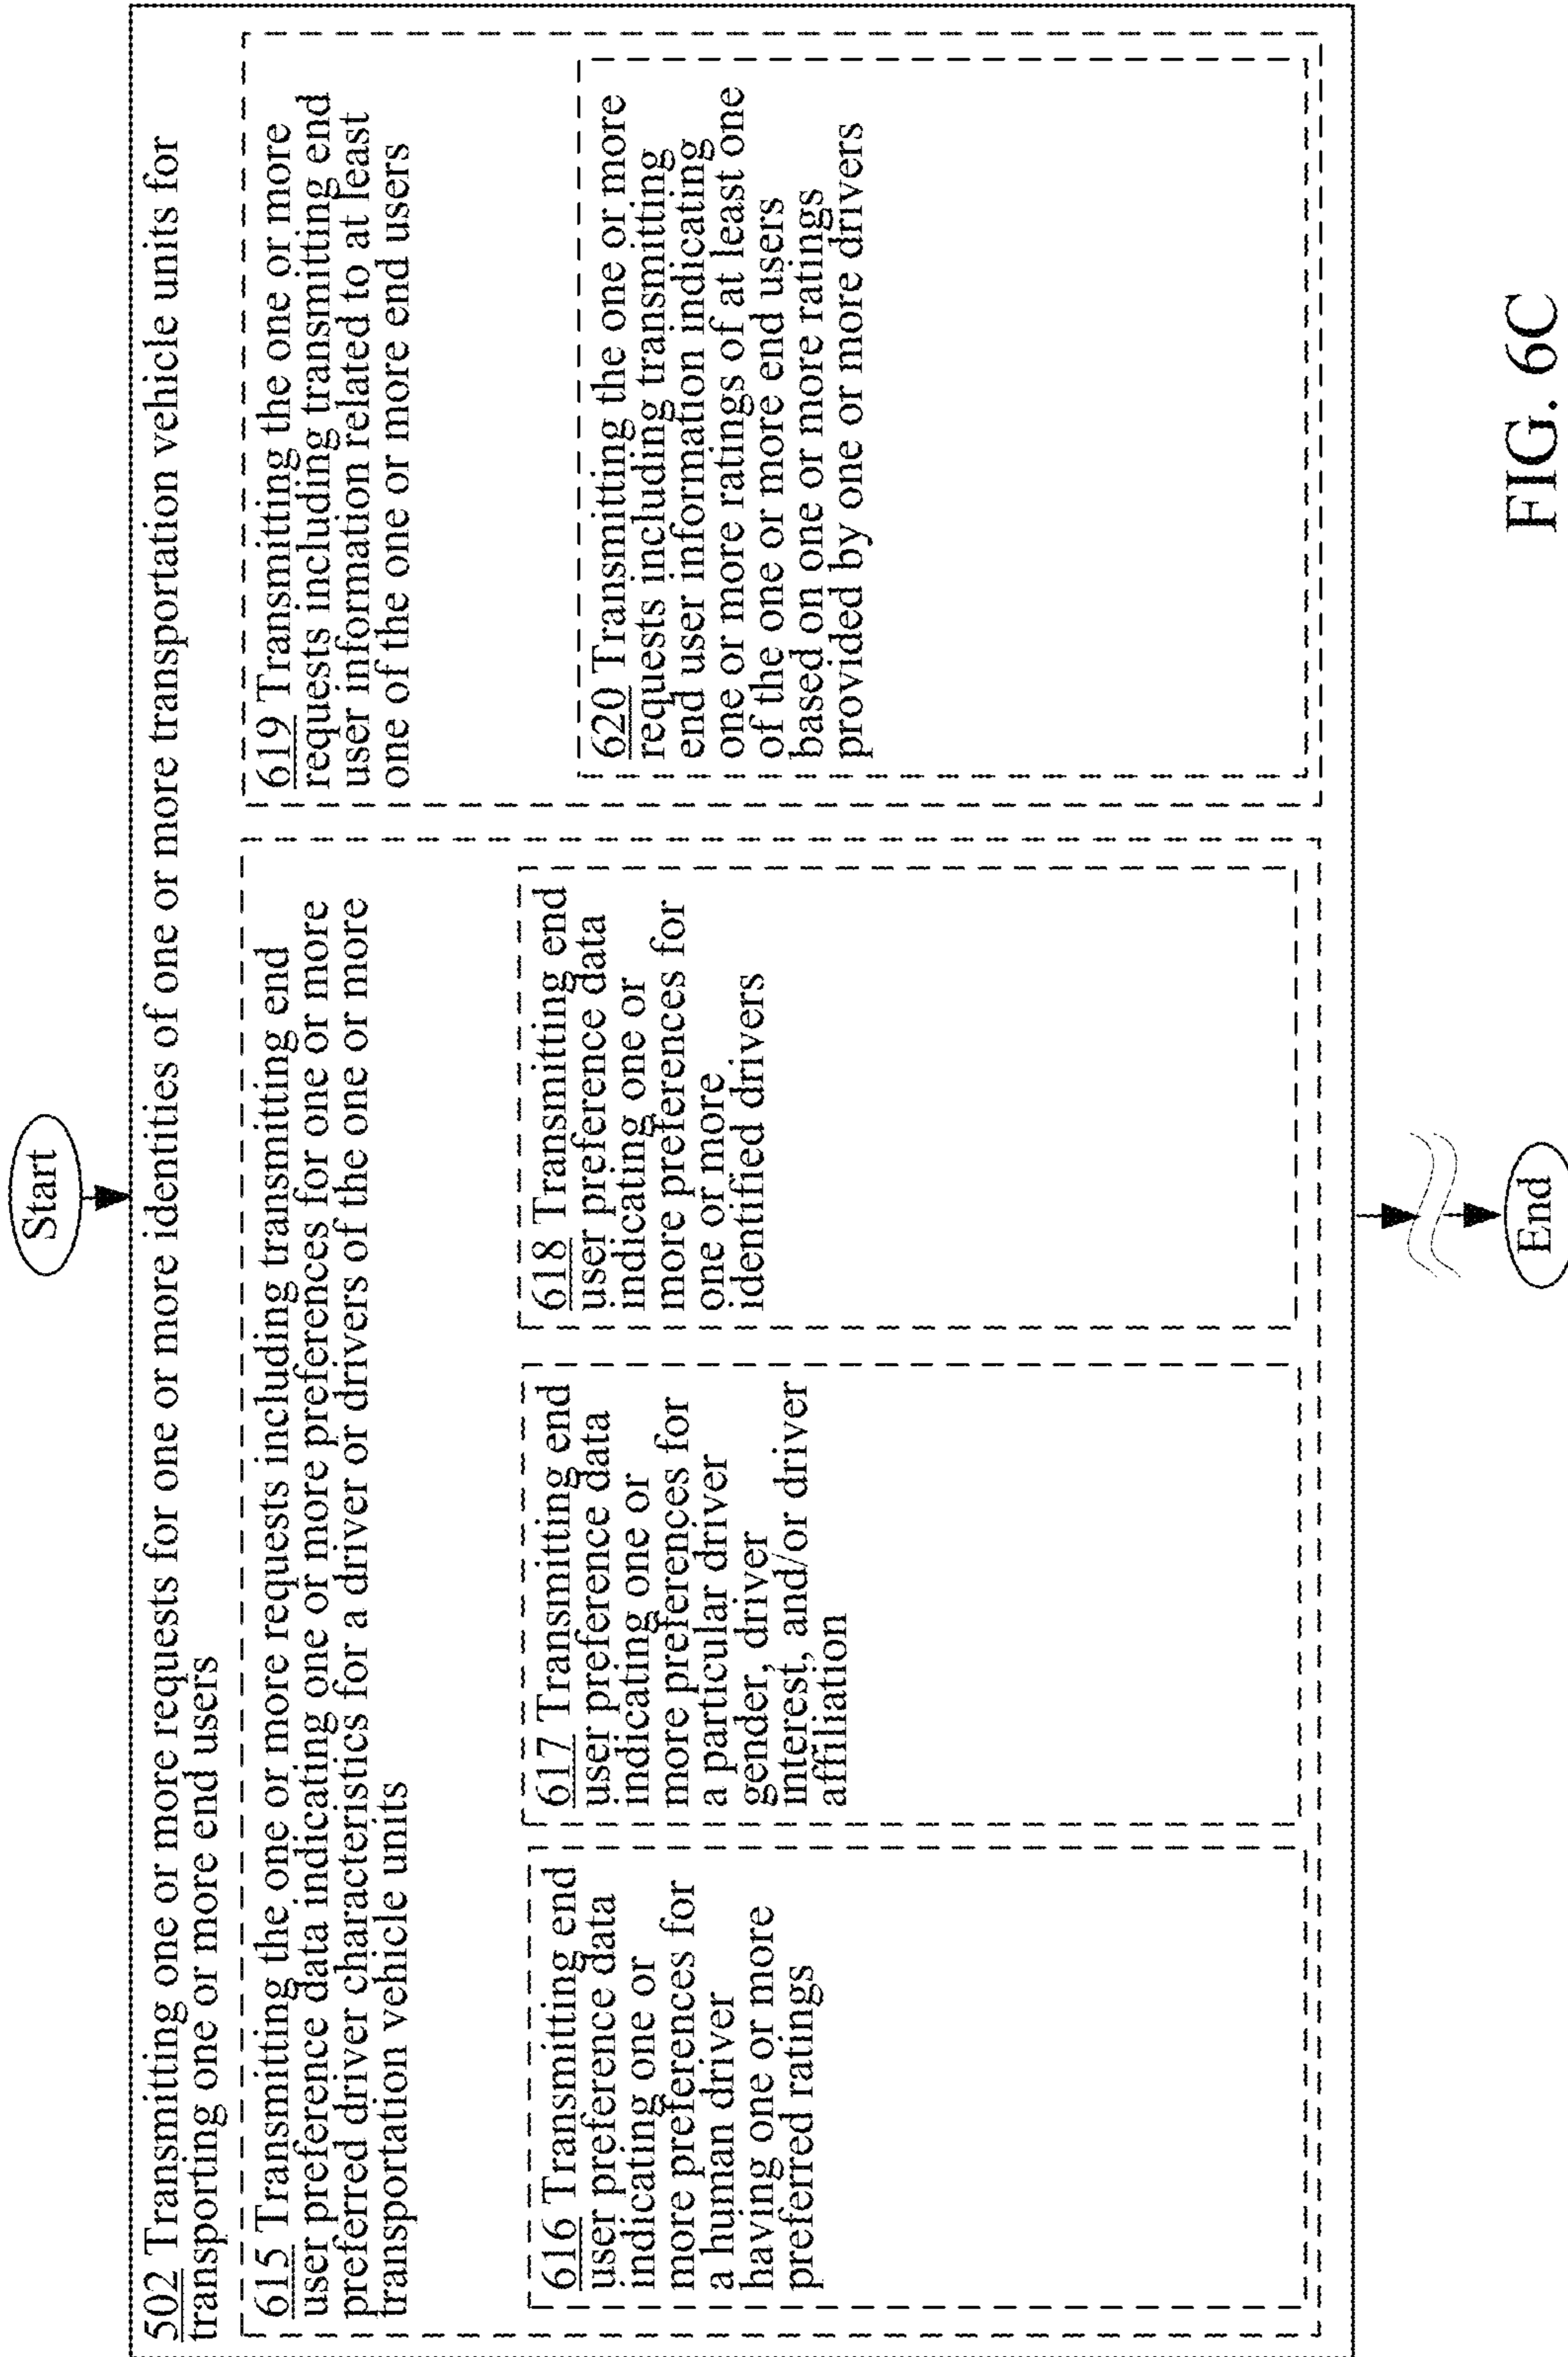 Start
502 Transmitting one or more requests for one or more identities of one or more transportation vehicle units for
transporting one or more end users
615 Transmitting the one or more requests including transmitting end
user preference data indicating one or more preferences for one or more
preferred driver characteristics for a driver or drivers of the one or more
transportation vehicle units
616 Transmitting end
user preference data
indicating one or
more preferences for
a human driver
having one or more
preferred ratings
617 Transmitting end
user preference data
indicating one or
more preferences for
a particular driver
gender, driver
interest, and/or driver
affiliation
618 Transmitting end
user preference data
indicating one or
more preferences for
one or more
identified drivers
619 Transmitting the one or more
requests including transmitting end
user information related to at least
one of the one or more end users
620 Transmitting the one or more
requests including transmitting
end user information indicating
one or more ratings of at least one
of the one or more end users
based on one or more ratings
provided by one or more drivers
End
FIG. 6C